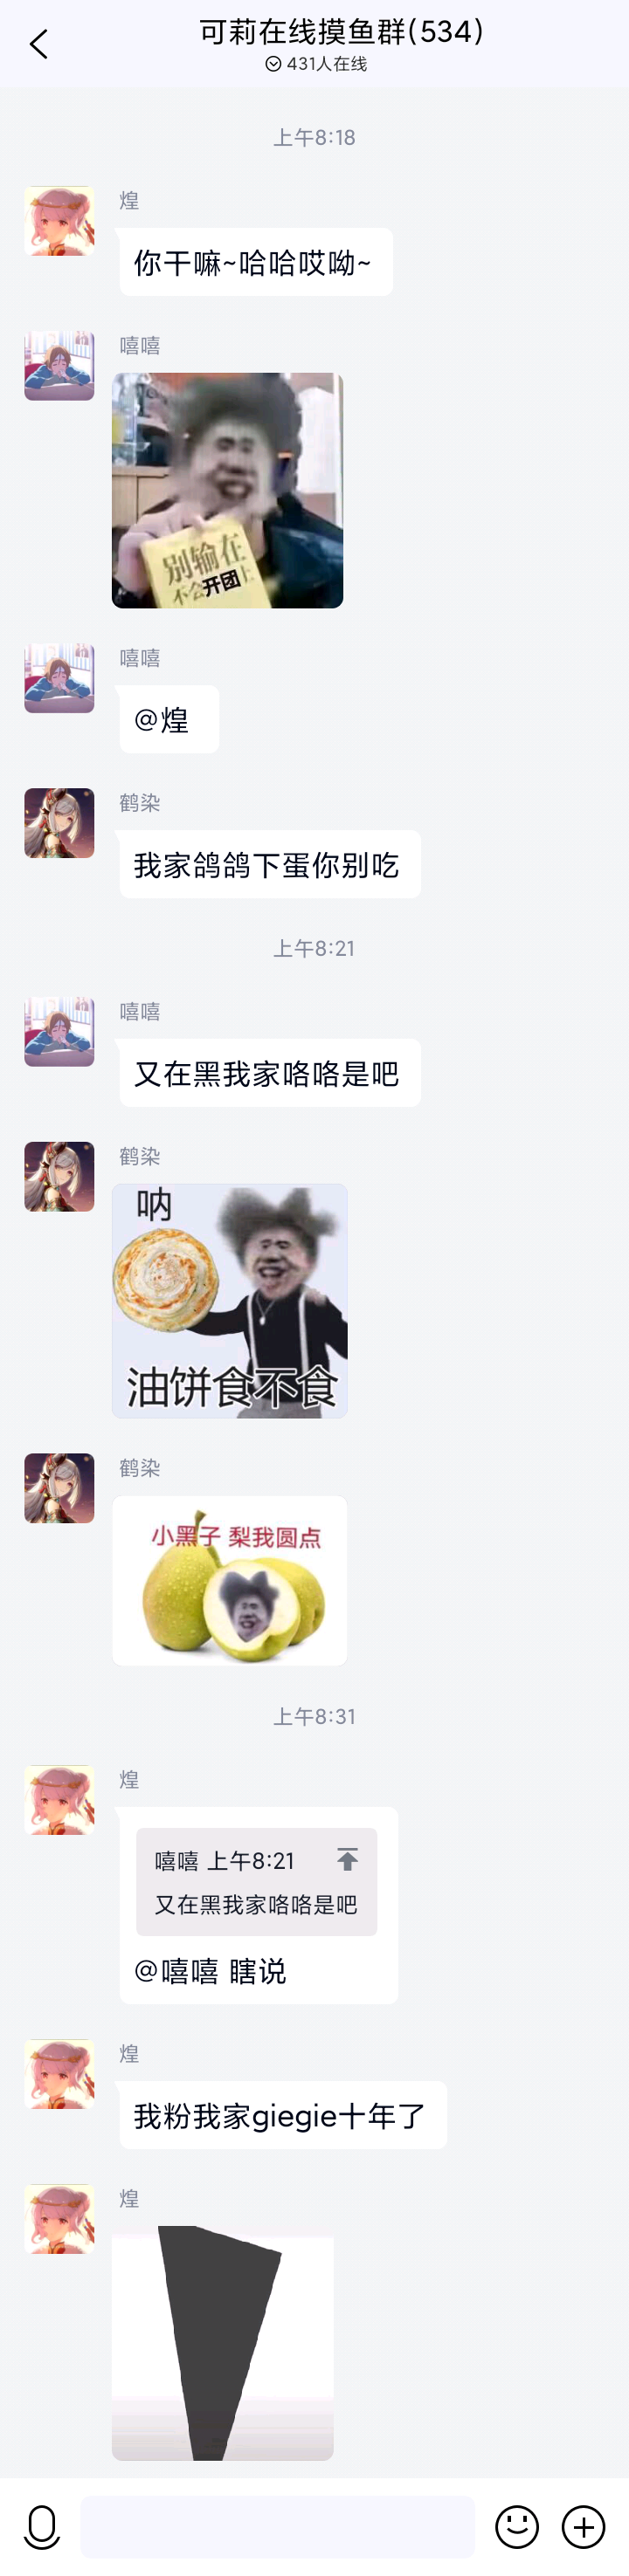 可莉在线摸鱼群(534)
431人在线
上午8:18
煌
你干嘛~哈哈哎呦~
嘻嘻
别输在
不会开团上
嘻嘻
@煌
鹤染
我家鸽鸽下蛋你别吃
上午8:21
嘻嘻
又在黑我家咯咯是吧
鹤染
呐
油饼食不食
鹤染
小黑子 梨我圆点
上午8:31
煌
嘻嘻 上午8:21
又在黑我家咯咯是吧
@嘻嘻 瞎说
煌
我粉我家giegie十年了
煌